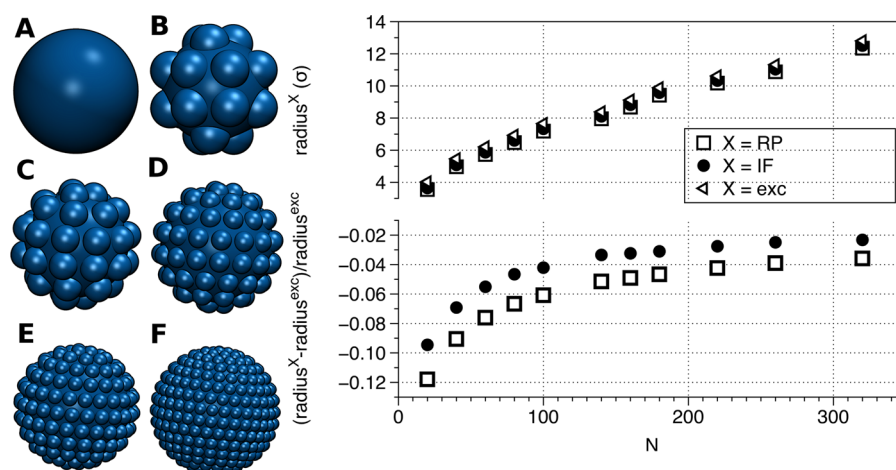 A
B
C
D
E
F
radius^X (σ)
14
12
10
8
6
4
X = RP
X = IF
X = exc
(radius^X-radius^exc)/radius^exc
−0.02
−0.04
−0.06
−0.08
−0.10
−0.12
0
100
200
300
N